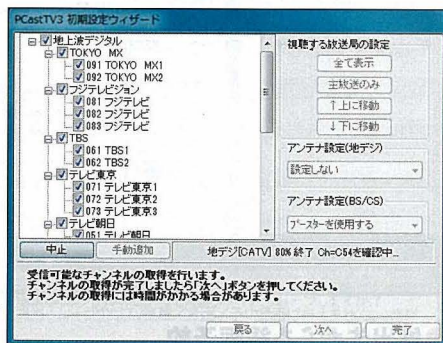 PCastTV3 初期設定ウィザード
地上波デジタル
TOKYO MX
091 TOKYO MX1
092 TOKYO MX2
フジテレビジョン
081 フジテレビ
082 フジテレビ
083 フジテレビ
TBS
061 TBS1
062 TBS2
テレビ東京
071 テレビ東京1
072 テレビ東京2
073 テレビ東京3
テレビ朝日
051 テレビ朝日
視聴する放送局の設定
全て表示
主放送のみ
↑上に移動
↓下に移動
アンテナ設定(地デジ)
設定しない
アンテナ設定(BS/CS)
ブースターを使用する
中止
手動追加
地デジ[CATV] 80% 終了 Ch=C54を確認中...
受信可能なチャンネルの取得を行います。
チャンネルの取得が完了しましたら「次へ」ボタンを押してください。
チャンネルの取得には時間がかかる場合があります。
戻る
次へ
完了